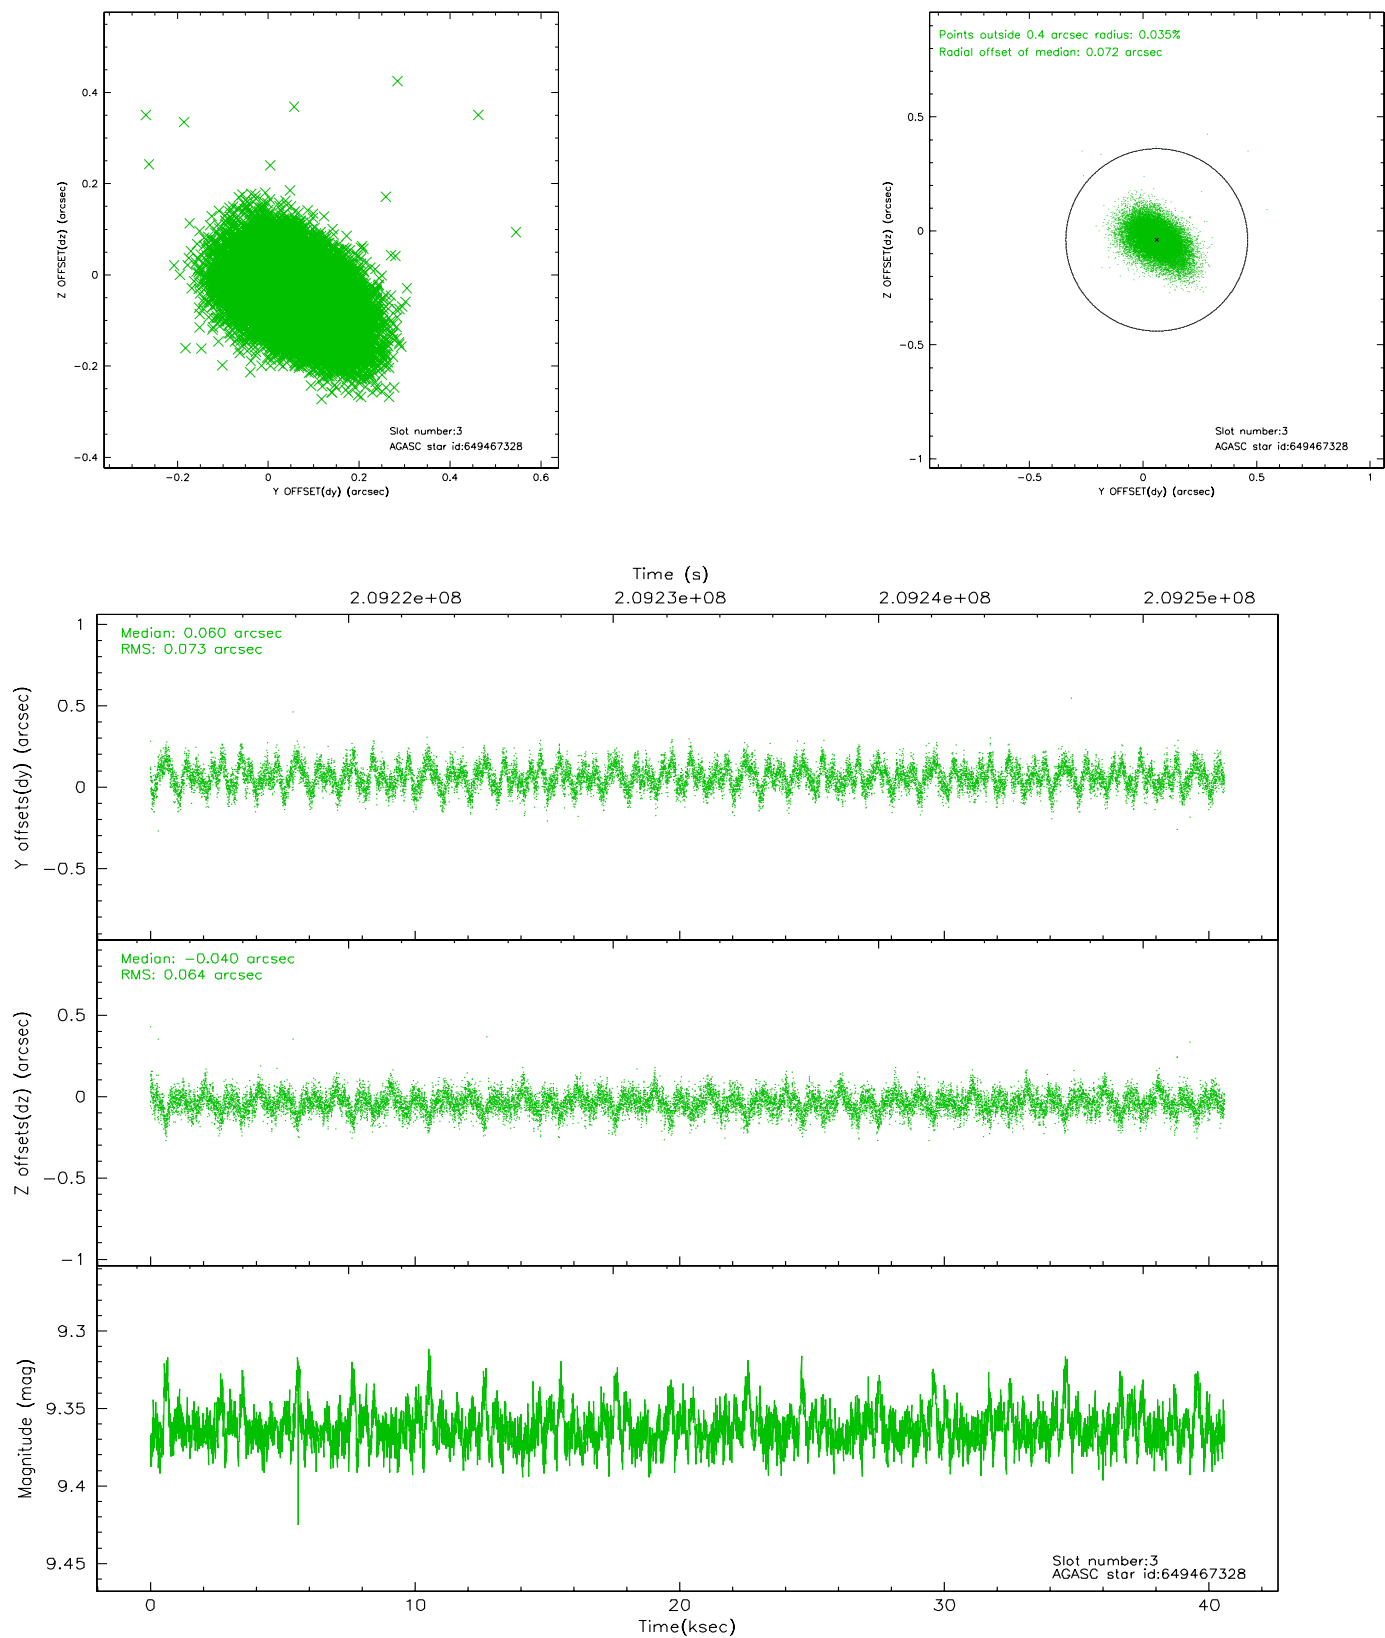 0.4
0.2
0
−0.2
−0.4
Z OFFSET(dz) (arcsec)
−0.2 0 0.2 0.4 0.6
Y OFFSET(dy) (arcsec)
Slot number:3
AGASC star id:649467328
Points outside 0.4 arcsec radius: 0.035%
Radial offset of median: 0.072 arcsec
0.5
0
−0.5
−1
Z OFFSET(dz) (arcsec)
−0.5 0 0.5 1
Y OFFSET(dy) (arcsec)
Slot number:3
AGASC star id:649467328
Time (s)
2.0922e+08 2.0923e+08 2.0924e+08 2.0925e+08
Median: 0.060 arcsec
RMS: 0.073 arcsec
1
0.5
0
−0.5
Y offsets(dy) (arcsec)
Median: −0.040 arcsec
RMS: 0.064 arcsec
0.5
0
−0.5
−1
Z offsets(dz) (arcsec)
9.3
9.35
9.4
9.45
Magnitude (mag)
Slot number:3
AGASC star id:649467328
0 10 20 30 40
Time(ksec)